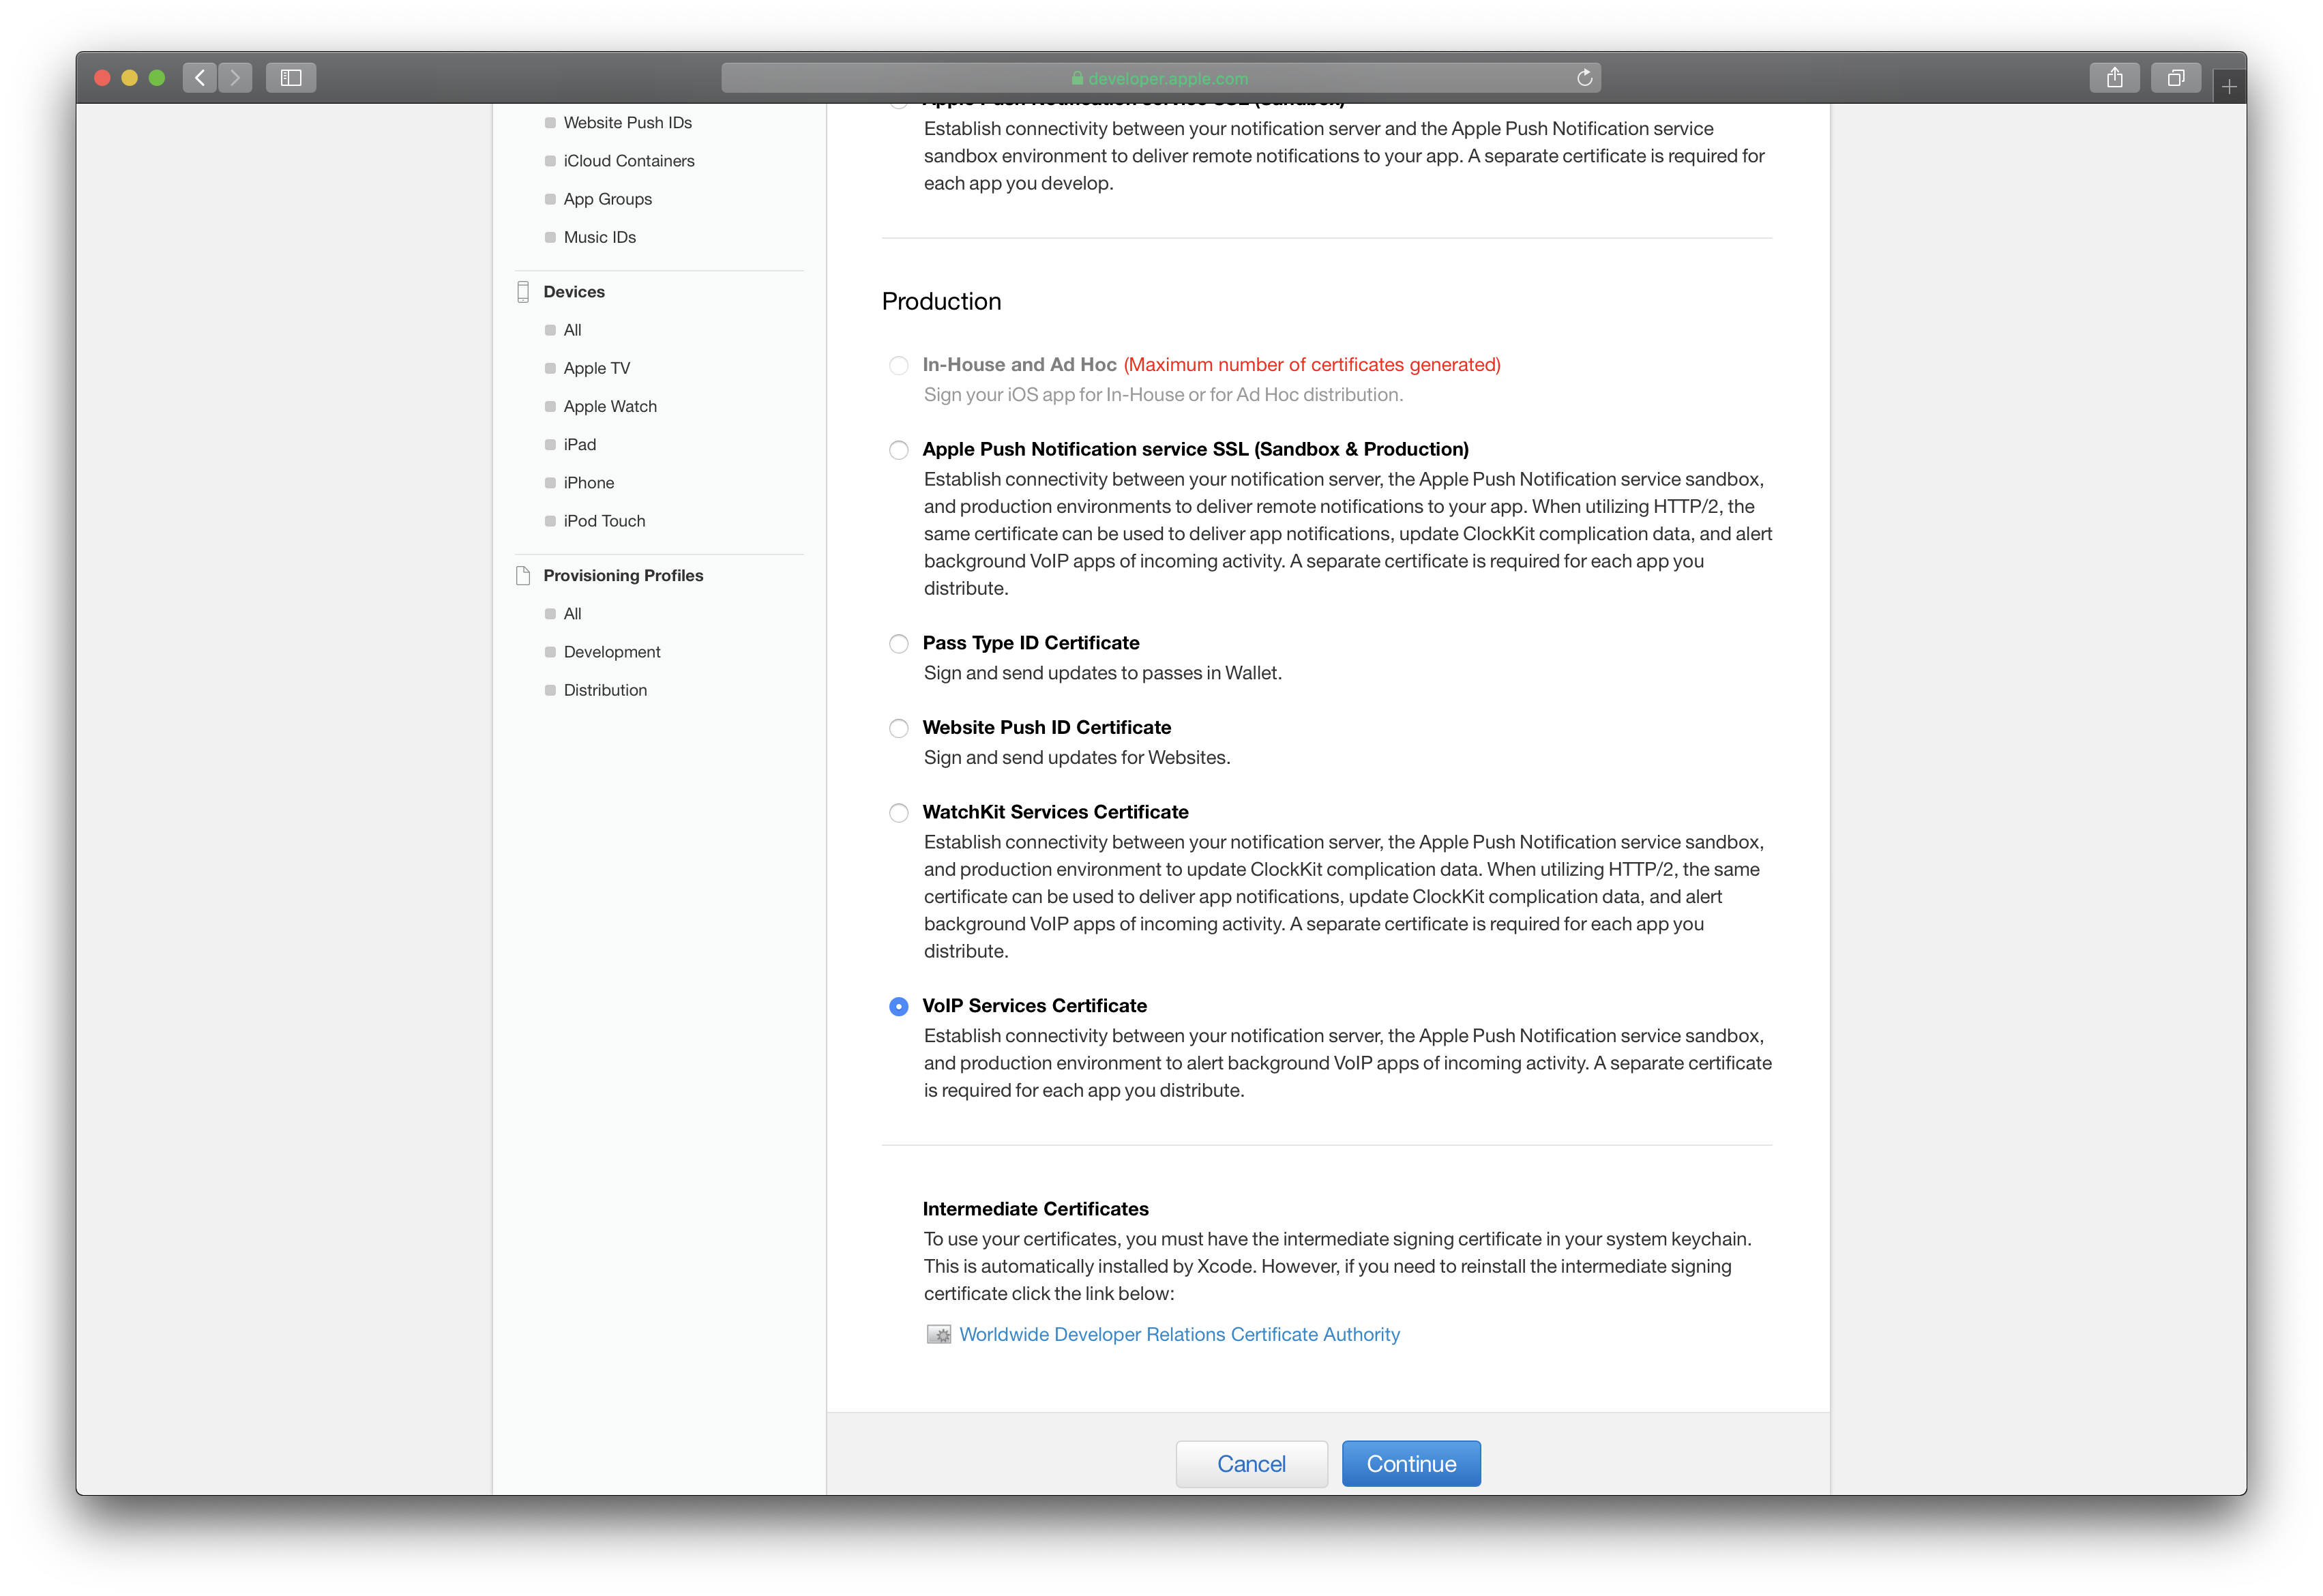 developer.apple.com
Website Push IDs
iCloud Containers
App Groups
Music IDs
Devices
All
Apple TV
Apple Watch
iPad
iPhone
iPod Touch
Provisioning Profiles
All
Development
Distribution
Apple Push Notification service SSL (Sandbox)
Establish connectivity between your notification server and the Apple Push Notification service
sandbox environment to deliver remote notifications to your app. A separate certificate is required for
each app you develop.
Production
In-House and Ad Hoc (Maximum number of certificates generated)
Sign your iOS app for In-House or for Ad Hoc distribution.
Apple Push Notification service SSL (Sandbox & Production)
Establish connectivity between your notification server, the Apple Push Notification service sandbox,
and production environments to deliver remote notifications to your app. When utilizing HTTP/2, the
same certificate can be used to deliver app notifications, update ClockKit complication data, and alert
background VoIP apps of incoming activity. A separate certificate is required for each app you
distribute.
Pass Type ID Certificate
Sign and send updates to passes in Wallet.
Website Push ID Certificate
Sign and send updates for Websites.
WatchKit Services Certificate
Establish connectivity between your notification server, the Apple Push Notification service sandbox,
and production environment to update ClockKit complication data. When utilizing HTTP/2, the same
certificate can be used to deliver app notifications, update ClockKit complication data, and alert
background VoIP apps of incoming activity. A separate certificate is required for each app you
distribute.
VoIP Services Certificate
Establish connectivity between your notification server, the Apple Push Notification service sandbox,
and production environment to alert background VoIP apps of incoming activity. A separate certificate
is required for each app you distribute.
Intermediate Certificates
To use your certificates, you must have the intermediate signing certificate in your system keychain.
This is automatically installed by Xcode. However, if you need to reinstall the intermediate signing
certificate click the link below:
Worldwide Developer Relations Certificate Authority
Cancel
Continue